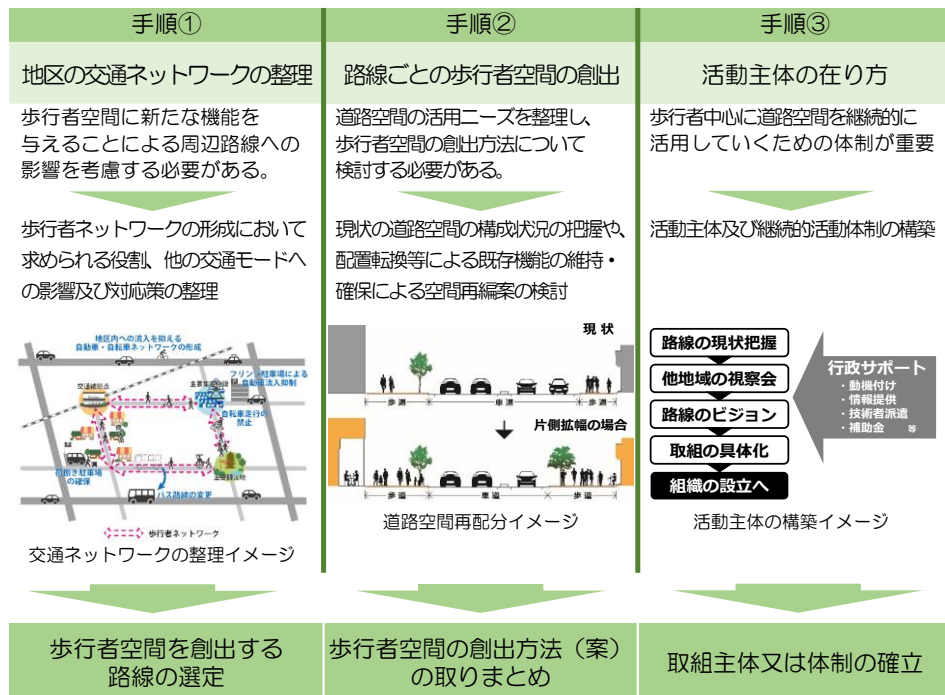 手順①
地区の交通ネットワークの整理
歩行者空間に新たな機能を
与えることによる周辺路線への
影響を考慮する必要がある。
歩行者ネットワークの形成において
求められる役割、他の交通モードへ
の影響及び対応策の整理
地区内への流入を抑える
自動車・自転車ネットワークの形成
フリンジ駐車場による
自動車流入抑制
交通結節点
主要集客施設
自転車走行の
禁止
荷捌き駐車場
の確保
バス路線の変更
主要観光地
歩行者ネットワーク
交通ネットワークの整理イメージ
歩行者空間を創出する
路線の選定
手順②
路線ごとの歩行者空間の創出
道路空間の活用ニーズを整理し、
歩行者空間の創出方法について
検討する必要がある。
現状の道路空間の構成状況の把握や、
配置転換等による既存機能の維持・
確保による空間再編案の検討
現 状
歩道 車道 歩道
片側拡幅の場合
歩道 車道 歩道
道路空間再配分イメージ
歩行者空間の創出方法（案）
の取りまとめ
手順③
活動主体の在り方
歩行者中心に道路空間を継続的に
活用していくための体制が重要
活動主体及び継続的活動体制の構築
路線の現状把握
他地域の視察会
路線のビジョン
取組の具体化
組織の設立へ
行政サポート
・動機付け
・情報提供
・技術者派遣
・補助金 等
活動主体の構築イメージ
取組主体又は体制の確立